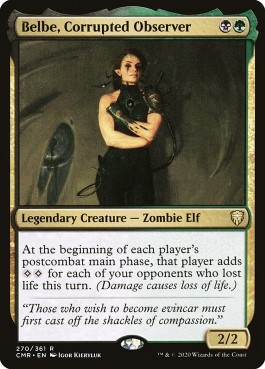 Belbe, Corrupted Observer
Legendary Creature — Zombie Elf
At the beginning of each player's
postcombat main phase, that player adds
for each of your opponents who lost
life this turn. (Damage causes loss of life.)
"Those who wish to become evincar must
first cast off the shackles of compassion."
2/2
270/361 R
CMR • EN Igor Kieryluk
™ & © 2020 Wizards of the Coast